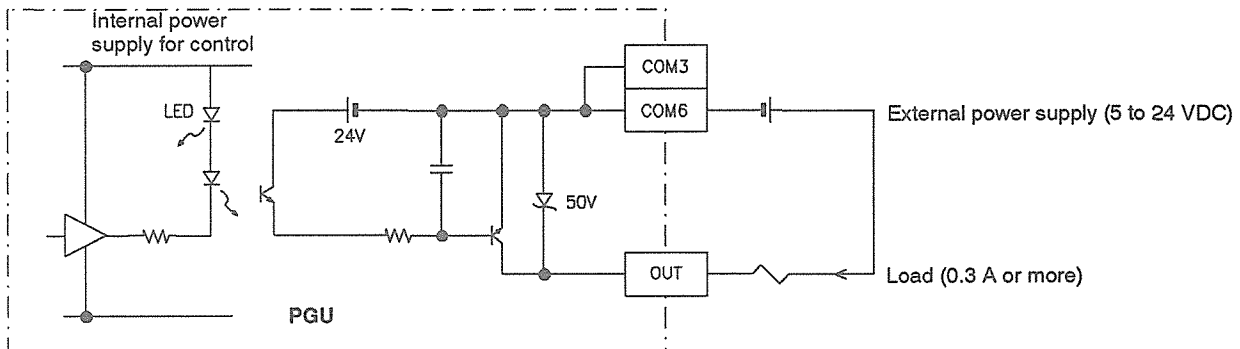 Internal power
supply for control
LED
24V
50V
COM3
COM6
External power supply (5 to 24 VDC)
OUT
Load (0.3 A or more)
PGU